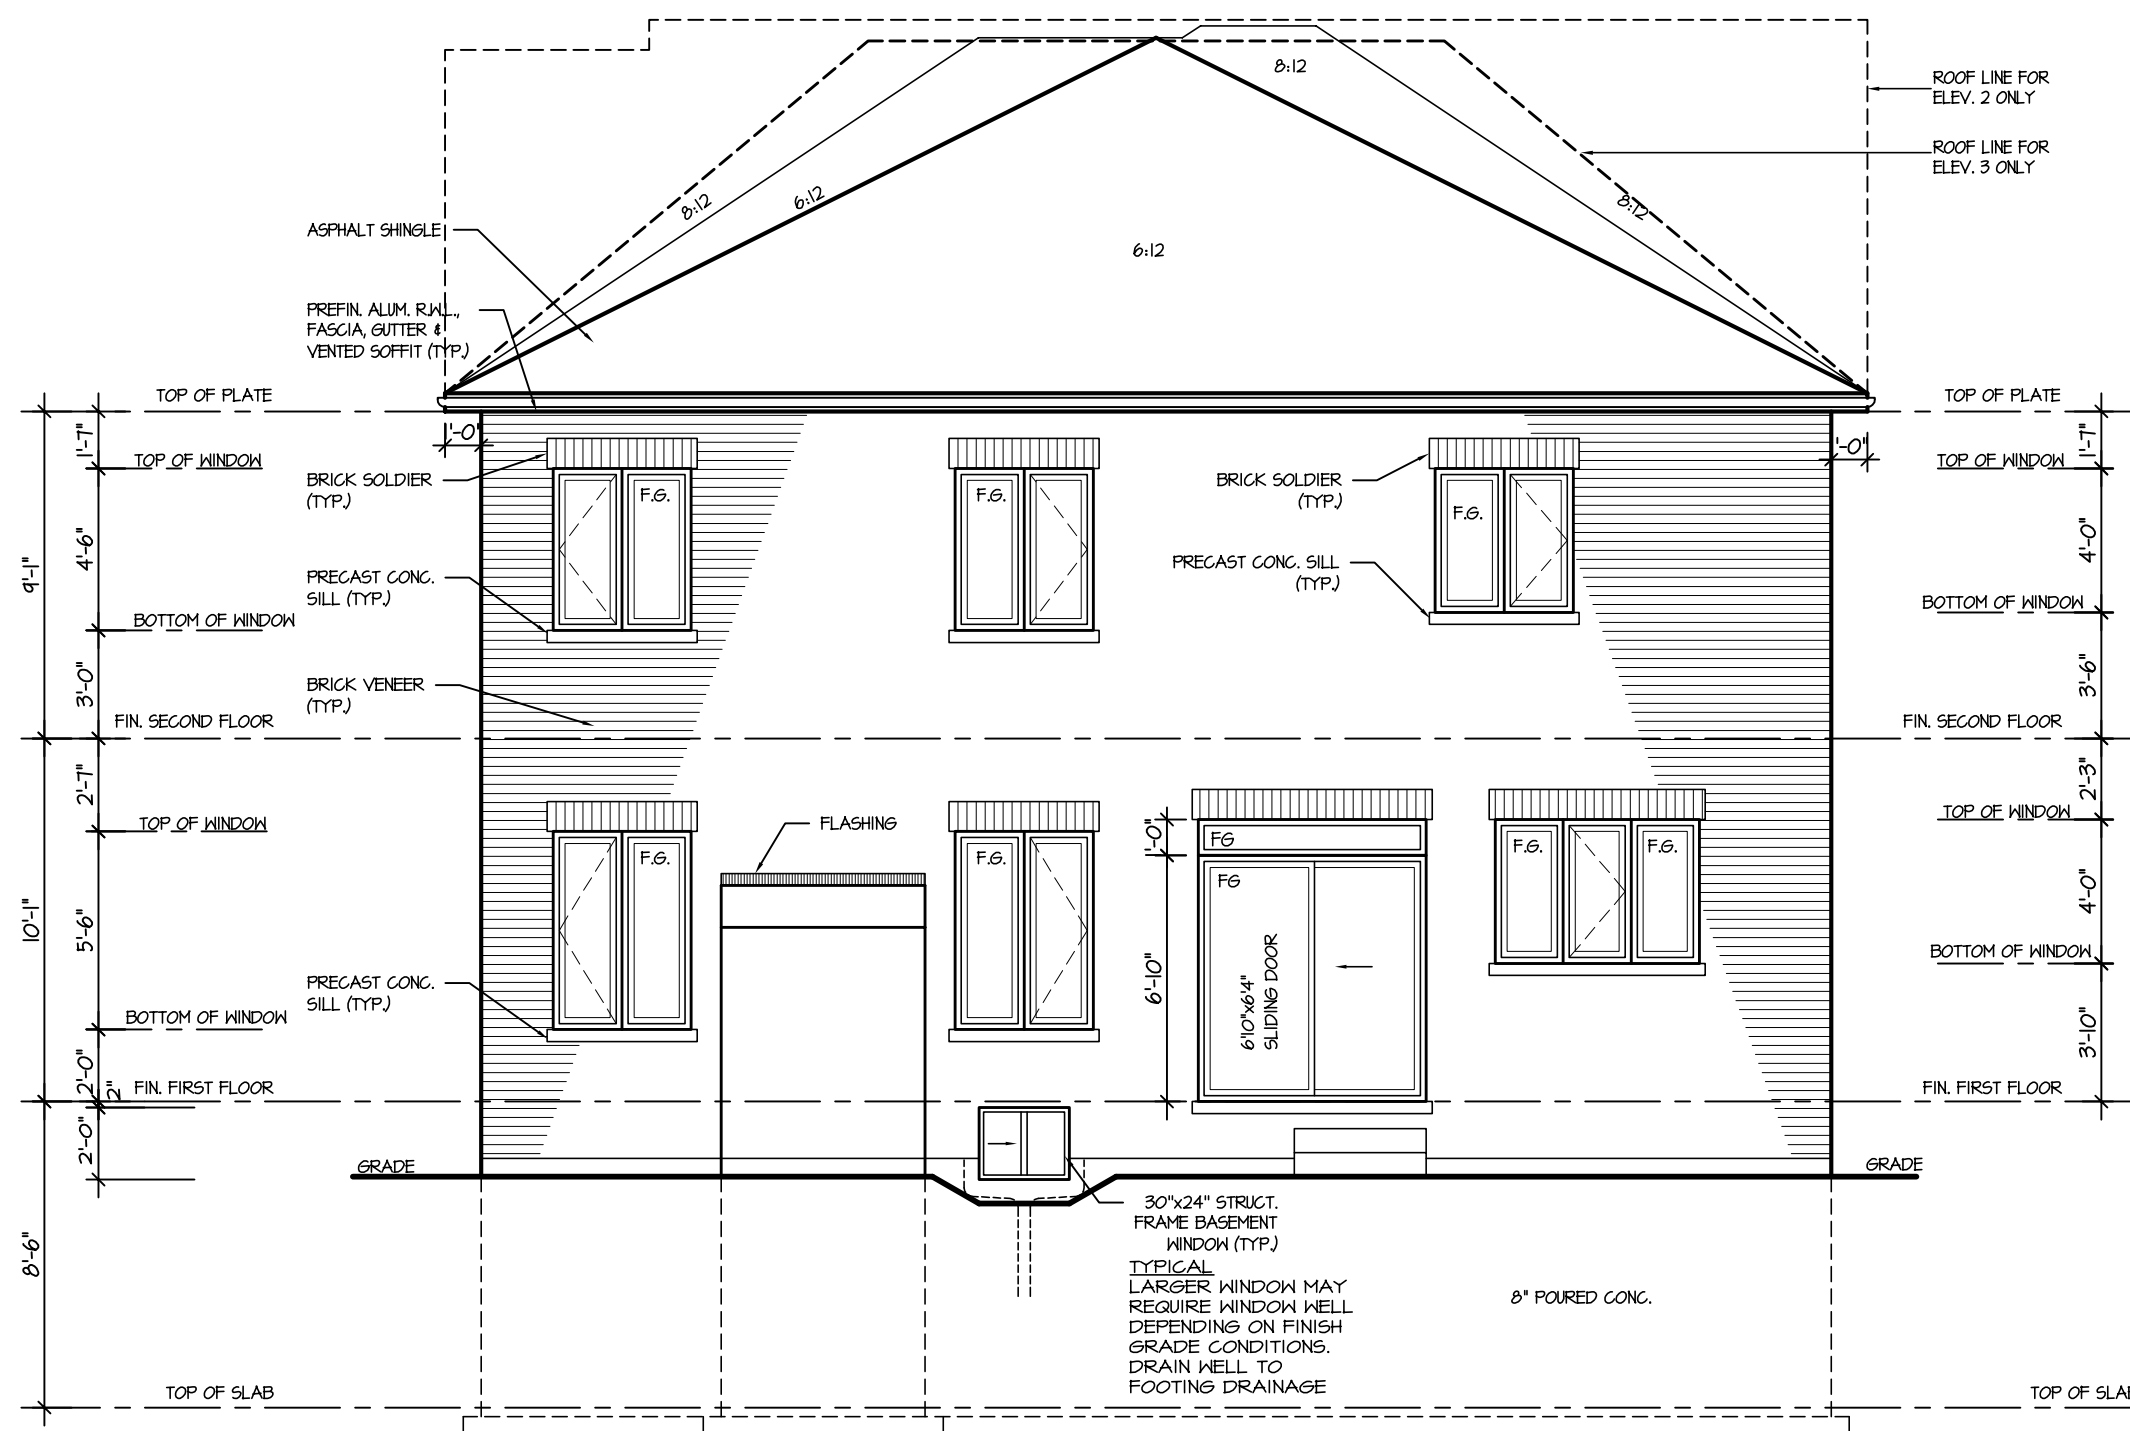 8:12
ROOF LINE FOR
ELEV. 2 ONLY
ROOF LINE FOR
ELEV. 3 ONLY
8:12
6:12
8:12
6:12
ASPHALT SHINGLE
PREFIN. ALUM. R.W.L.,
FASCIA, GUTTER &
VENTED SOFFIT (TYP.)
TOP OF PLATE
TOP OF PLATE
1'-7"
1'-0"
1'-0"
1'-7"
TOP OF WINDOW
TOP OF WINDOW
BRICK SOLDIER
(TYP.)
F.G.
F.G.
BRICK SOLDIER
(TYP.)
F.G.
9'-1"
4'-6"
4'-0"
PRECAST CONC.
SILL (TYP.)
PRECAST CONC. SILL
(TYP.)
BOTTOM OF WINDOW
BOTTOM OF WINDOW
3'-0"
3'-6"
BRICK VENEER
(TYP.)
FIN. SECOND FLOOR
FIN. SECOND FLOOR
2'-7"
2'-3"
TOP OF WINDOW
TOP OF WINDOW
FLASHING
1'-0"
FG
F.G.
F.G.
F.G.
F.G.
FG
10'-1"
5'-6"
4'-0"
6'-10"
6'10"x6'4"
SLIDING DOOR
PRECAST CONC.
SILL (TYP.)
BOTTOM OF WINDOW
BOTTOM OF WINDOW
2'-0"
3'-10"
2"
FIN. FIRST FLOOR
FIN. FIRST FLOOR
2'-0"
GRADE
GRADE
30"x24" STRUCT.
FRAME BASEMENT
WINDOW (TYP.)
TYPICAL
LARGER WINDOW MAY
REQUIRE WINDOW WELL
DEPENDING ON FINISH
GRADE CONDITIONS.
DRAIN WELL TO
FOOTING DRAINAGE
8'-6"
8" POURED CONC.
TOP OF SLAB
TOP OF SLAB